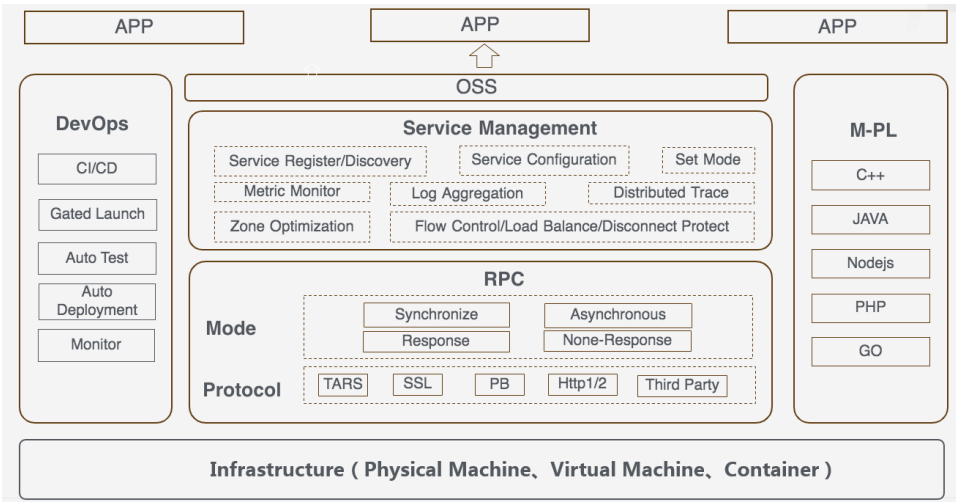 APP
APP
APP
OSS
DevOps
CI/CD
Gated Launch
Auto Test
Auto
Deployment
Monitor
Service Management
Service Register/Discovery
Service Configuration
Set Mode
Metric Monitor
Log Aggregation
Distributed Trace
Zone Optimization
Flow Control/Load Balance/Disconnect Protect
RPC
Mode
Synchronize
Asynchronous
Response
None-Response
Protocol
TARS
SSL
PB
Http1/2
Third Party
M-PL
C++
JAVA
Nodejs
PHP
GO
Infrastructure ( Physical Machine、Virtual Machine、Container )